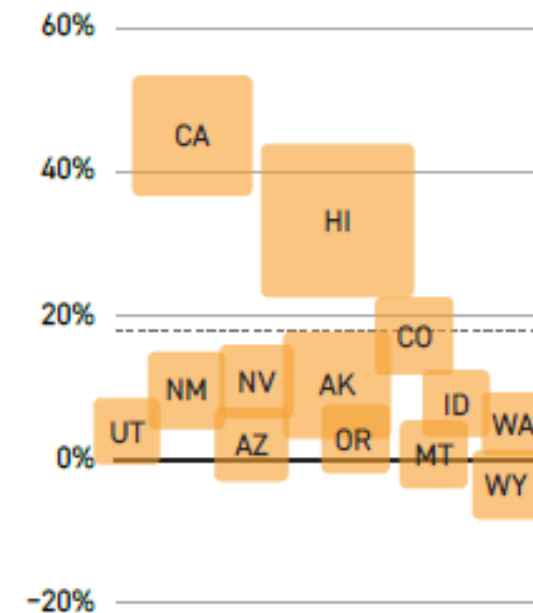 60%
CA
40%
HI
20%
CO
NM NV AK
ID
UT AZ OR WA
0% MT
WY
−20%